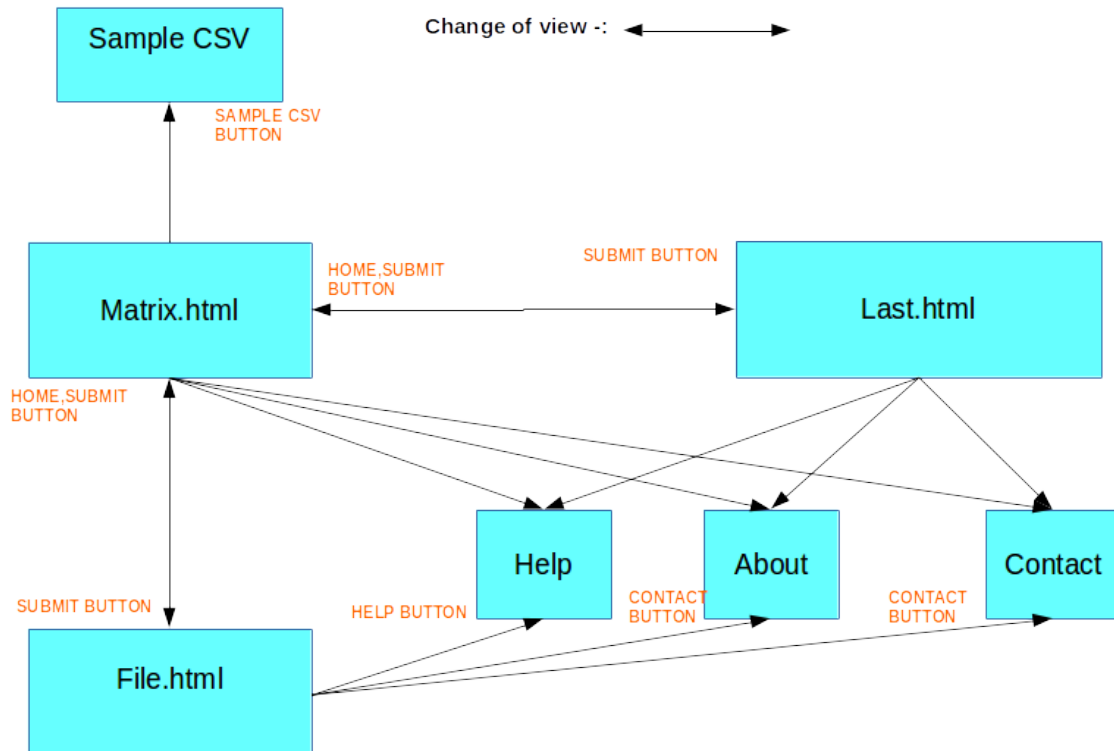 Sample CSV
Change of view -:
SAMPLE CSV
BUTTON
Matrix.html
HOME,SUBMIT
BUTTON
SUBMIT BUTTON
Last.html
HOME,SUBMIT
BUTTON
Help
About
Contact
SUBMIT BUTTON
HELP BUTTON
CONTACT
BUTTON
CONTACT
BUTTON
File.html